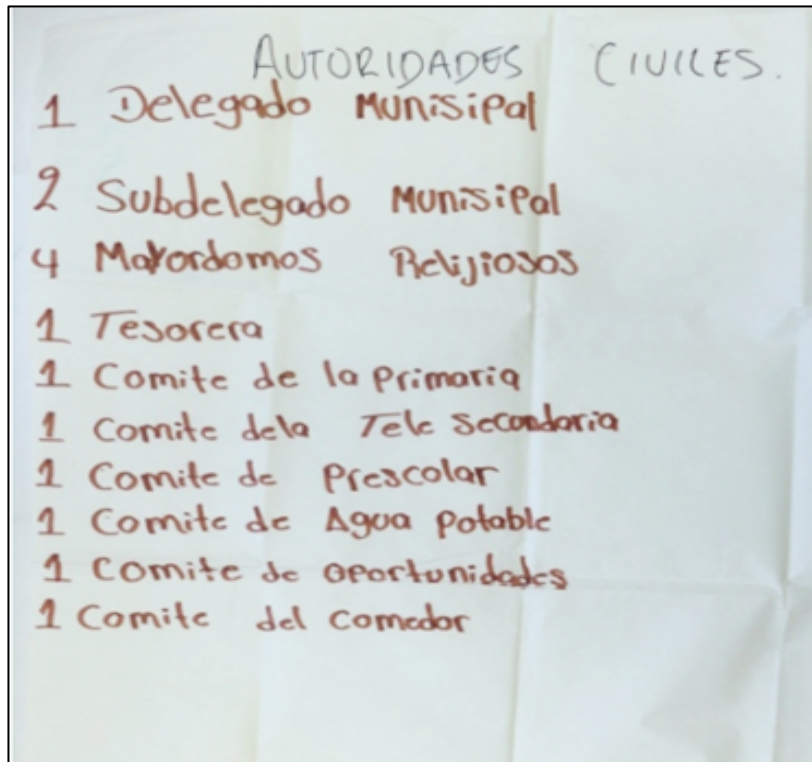 AUTORIDADES CIVILES.
1 Delegado Munisipal
2 Subdelegado Munisipal
4 Mayordomos Relijiosos
1 Tesorera
1 Comite de la Primaria
1 Comite dela Tele Secondaria
1 Comite de Prescolar
1 Comite de Agua Potable
1 Comite de oportunidades
1 Comite del comedor